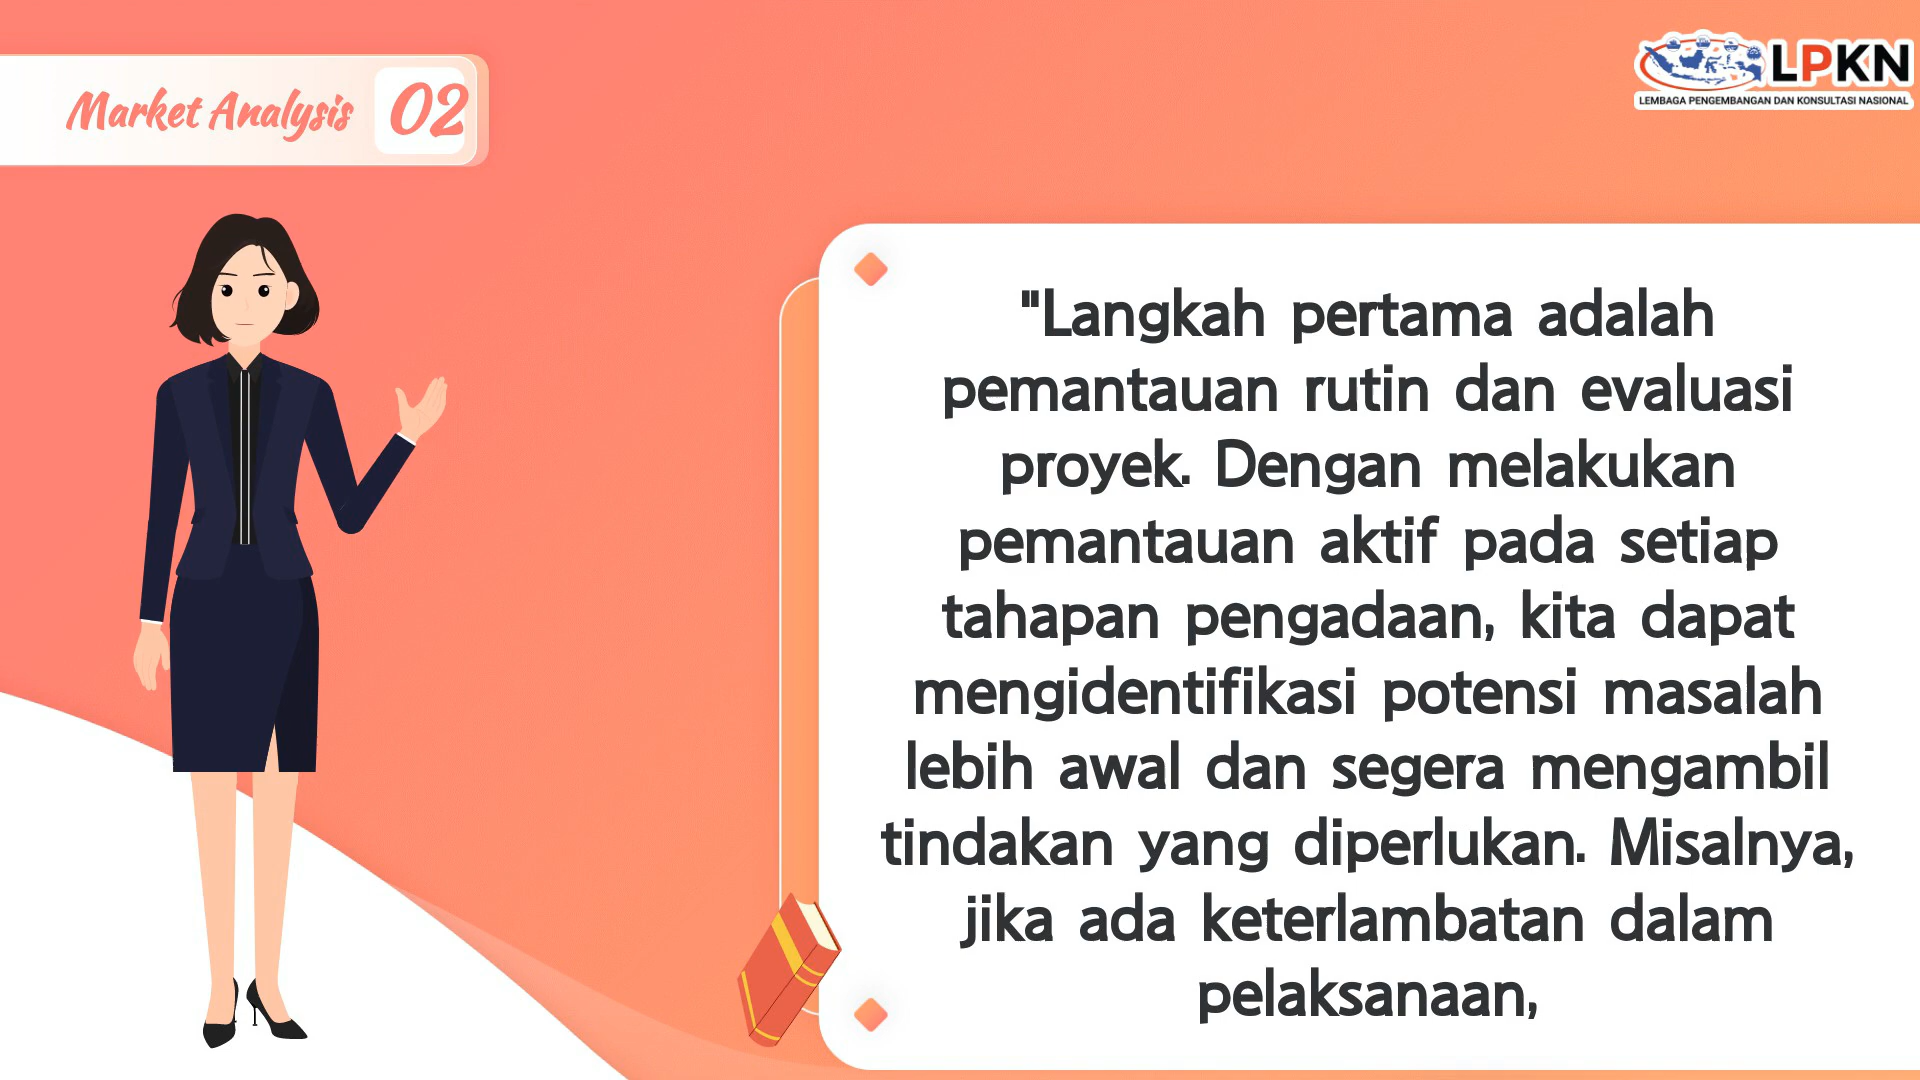 Market Analysis 02
LPKN
LEMBAGA PENGEMBANGAN DAN KONSULTASI NASIONAL
"Langkah pertama adalah
pemantauan rutin dan evaluasi
proyek. Dengan melakukan
pemantauan aktif pada setiap
tahapan pengadaan, kita dapat
mengidentifikasi potensi masalah
lebih awal dan segera mengambil
tindakan yang diperlukan. Misalnya,
jika ada keterlambatan dalam
pelaksanaan,